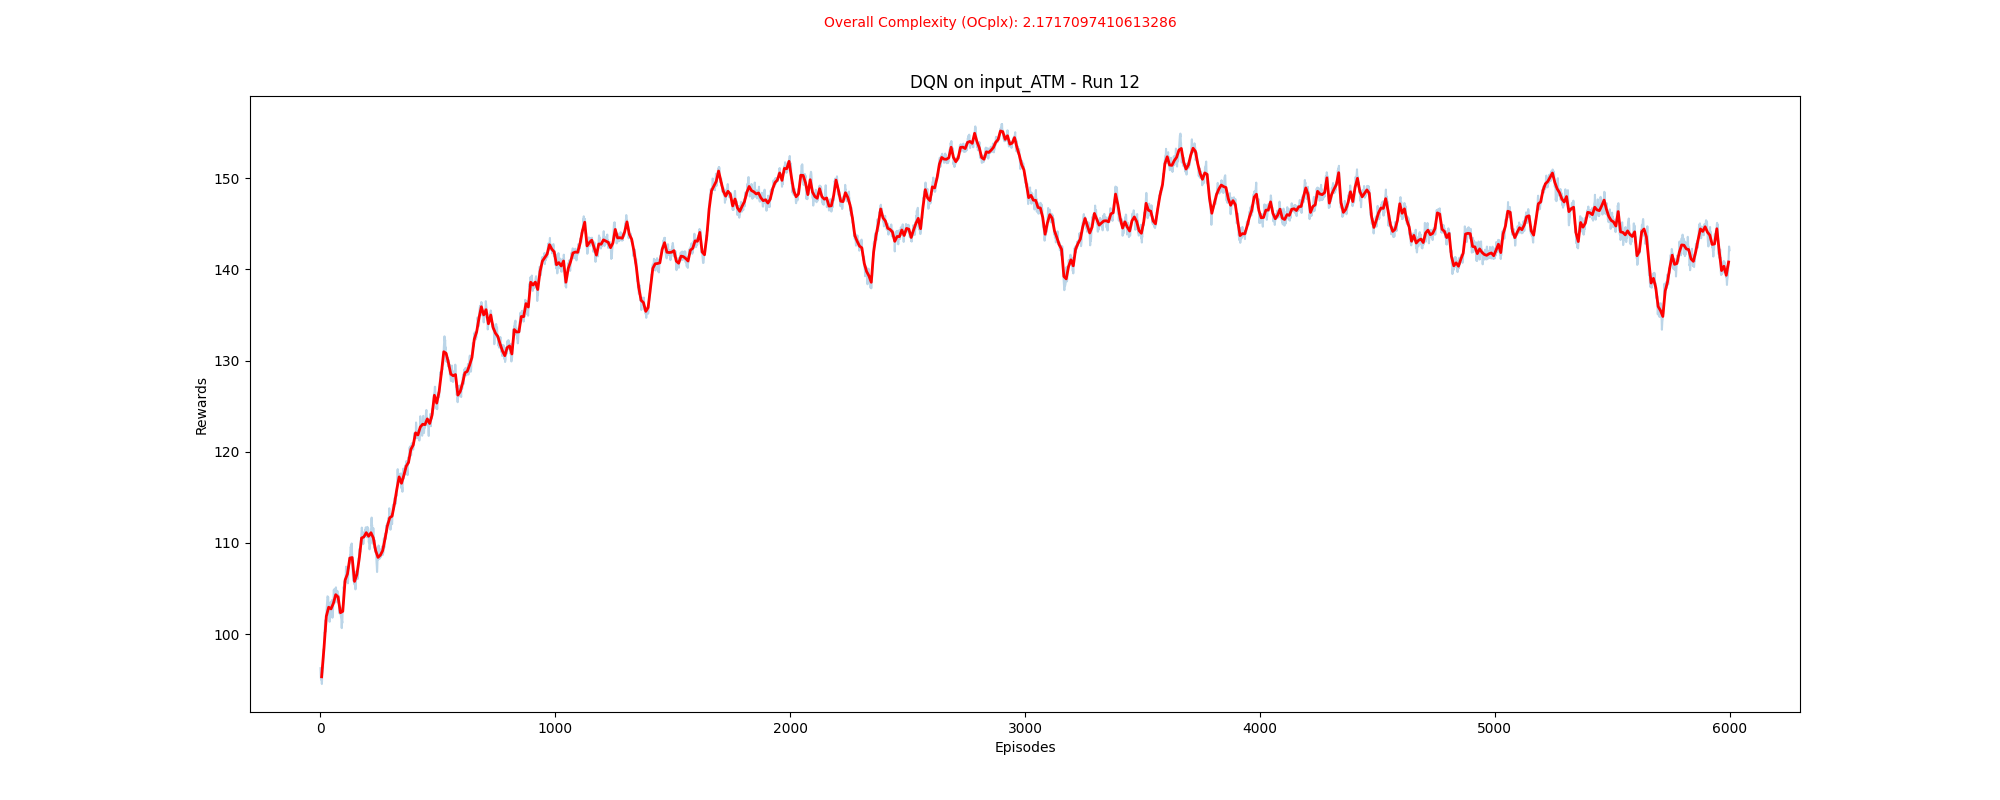 Overall Complexity (OCplx): 2.1717097410613286
DQN on input_ATM - Run 12
150
140
130
120
110
100
Rewards
0 1000 2000 3000 4000 5000 6000
Episodes